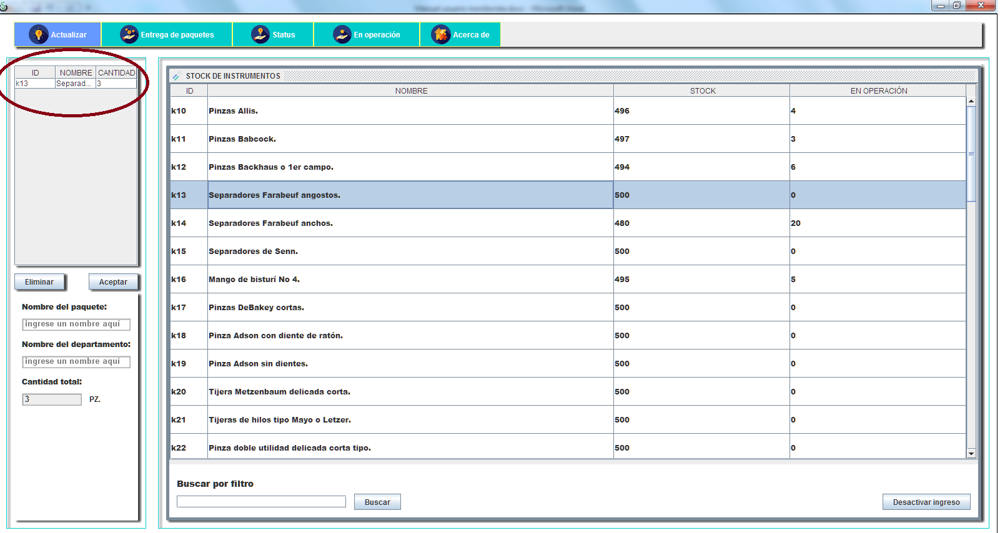 Actualizar Entrega de paquetes Status En operación Acerca de
ID NOMBRE CANTIDAD
k13 Separad... 3
Eliminar Aceptar
Nombre del paquete:
ingrese un nombre aquí
Nombre del departamento:
ingrese un nombre aquí
Cantidad total:
3 PZ.
STOCK DE INSTRUMENTOS
ID NOMBRE STOCK EN OPERACIÓN
k10 Pinzas Allis. 496 4
k11 Pinzas Babcock. 497 3
k12 Pinzas Backhaus o 1er campo. 494 6
k13 Separadores Farabeuf angostos. 500 0
k14 Separadores Farabeuf anchos. 480 20
k15 Separadores de Senn. 500 0
k16 Mango de bisturí No 4. 495 5
k17 Pinzas DeBakey cortas. 500 0
k18 Pinza Adson con diente de ratón. 500 0
k19 Pinza Adson sin dientes. 500 0
k20 Tijera Metzenbaum delicada corta. 500 0
k21 Tijeras de hilos tipo Mayo o Letzer. 500 0
k22 Pinza doble utilidad delicada corta tipo. 500 0
Buscar por filtro
Buscar Desactivar ingreso